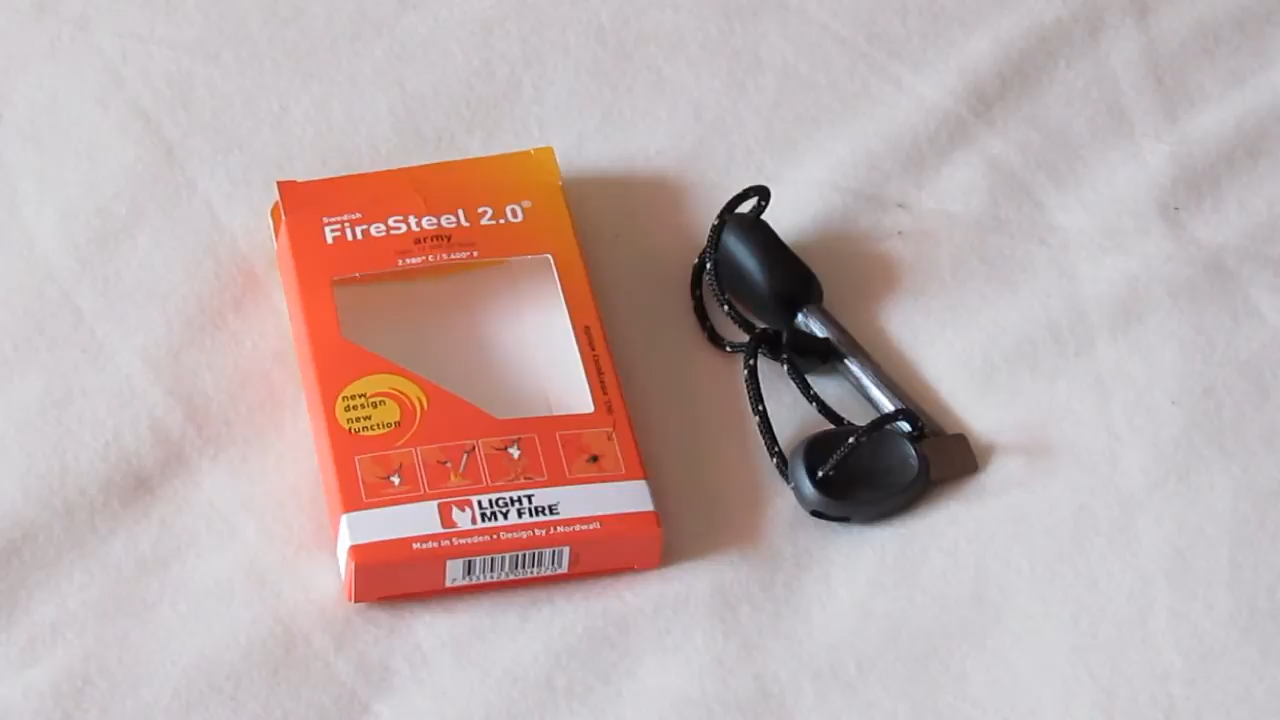 Swedish
FireSteel 2.0®
army
2.980° C / 5.400° F
new
design
new
function
LIGHT
MY FIRE
Made in Sweden • Design by J.Nordwall